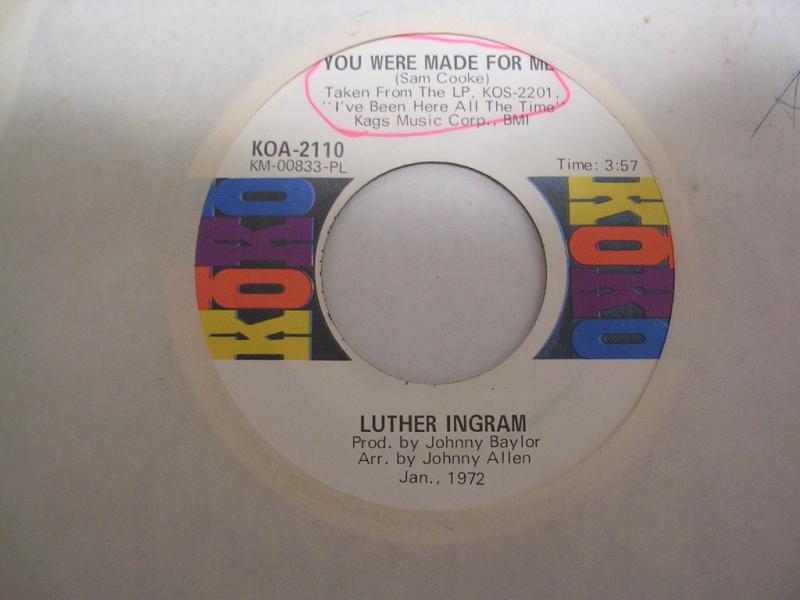 YOU WERE MADE FOR ME
(Sam Cooke)
Taken From The LP, KOS-2201,
"I've Been Here All The Time"
Kags Music Corp., BMI
KOA-2110
KM-00833-PL
Time: 3:57
KOKO
KOKO
LUTHER INGRAM
Prod. by Johnny Baylor
Arr. by Johnny Allen
Jan., 1972
A